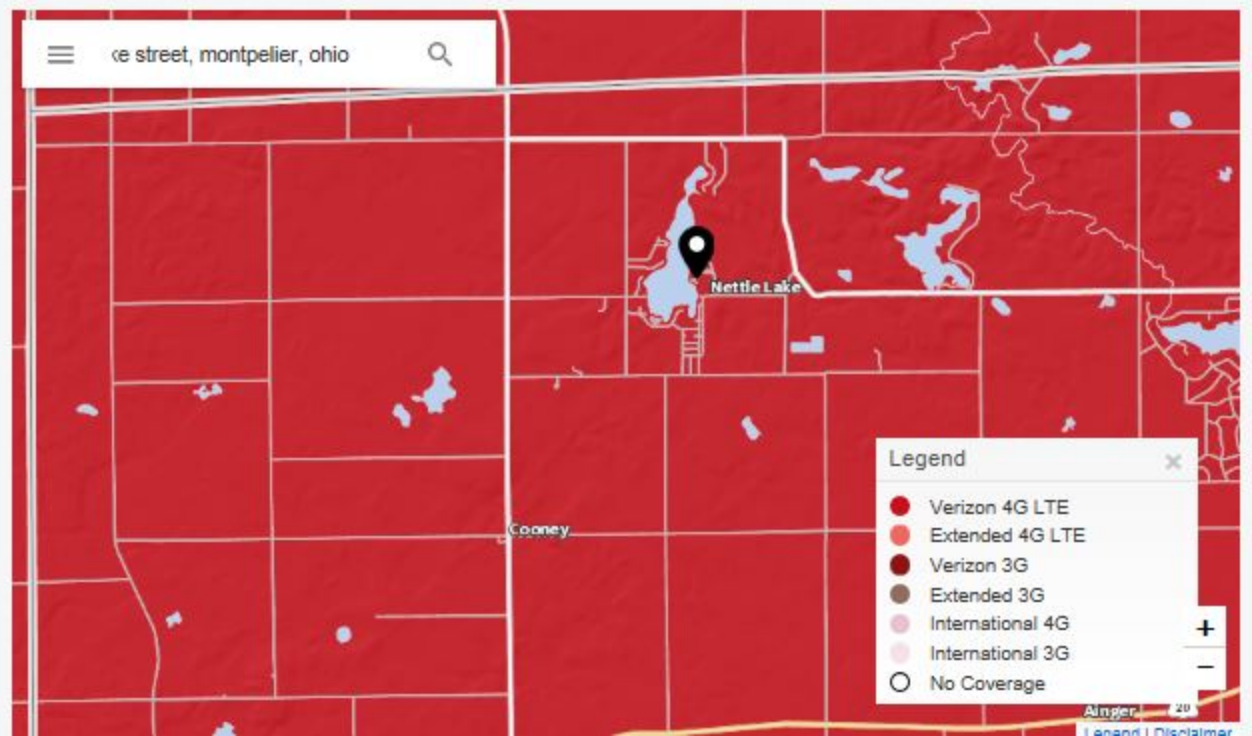 e street, montpelier, ohio
Nettle Lake
Cooney
Legend ×
Verizon 4G LTE
Extended 4G LTE
Verizon 3G
Extended 3G
International 4G
International 3G
No Coverage
+
−
Ainger
20
Legend | Disclaimer